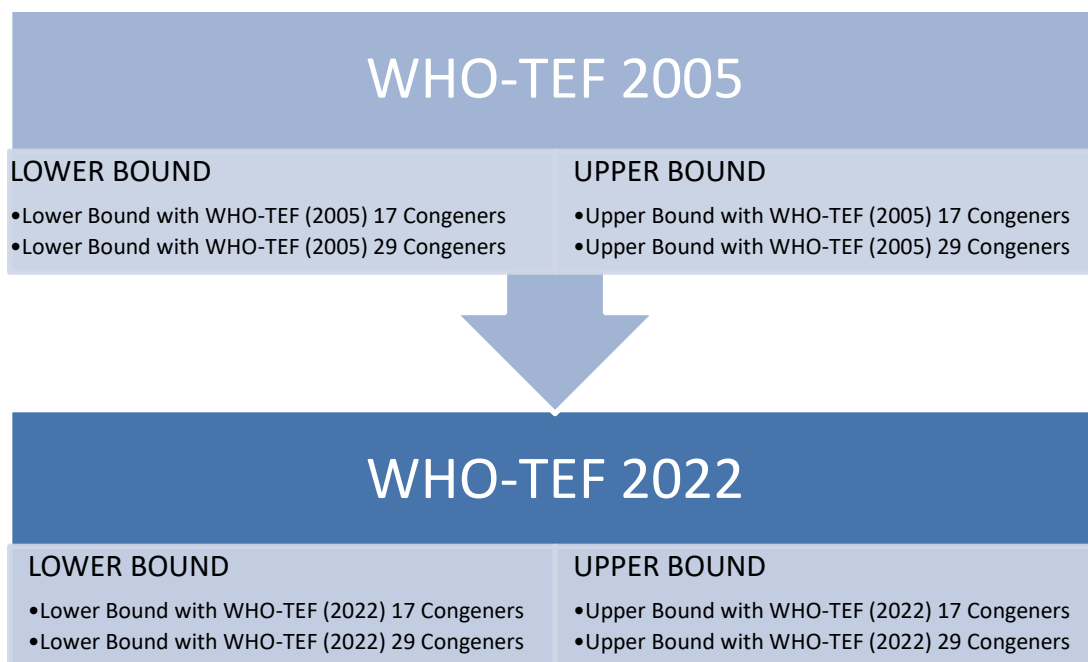 WHO-TEF 2005
LOWER BOUND
•Lower Bound with WHO-TEF (2005) 17 Congeners
•Lower Bound with WHO-TEF (2005) 29 Congeners
UPPER BOUND
•Upper Bound with WHO-TEF (2005) 17 Congeners
•Upper Bound with WHO-TEF (2005) 29 Congeners
WHO-TEF 2022
LOWER BOUND
•Lower Bound with WHO-TEF (2022) 17 Congeners
•Lower Bound with WHO-TEF (2022) 29 Congeners
UPPER BOUND
•Upper Bound with WHO-TEF (2022) 17 Congeners
•Upper Bound with WHO-TEF (2022) 29 Congeners